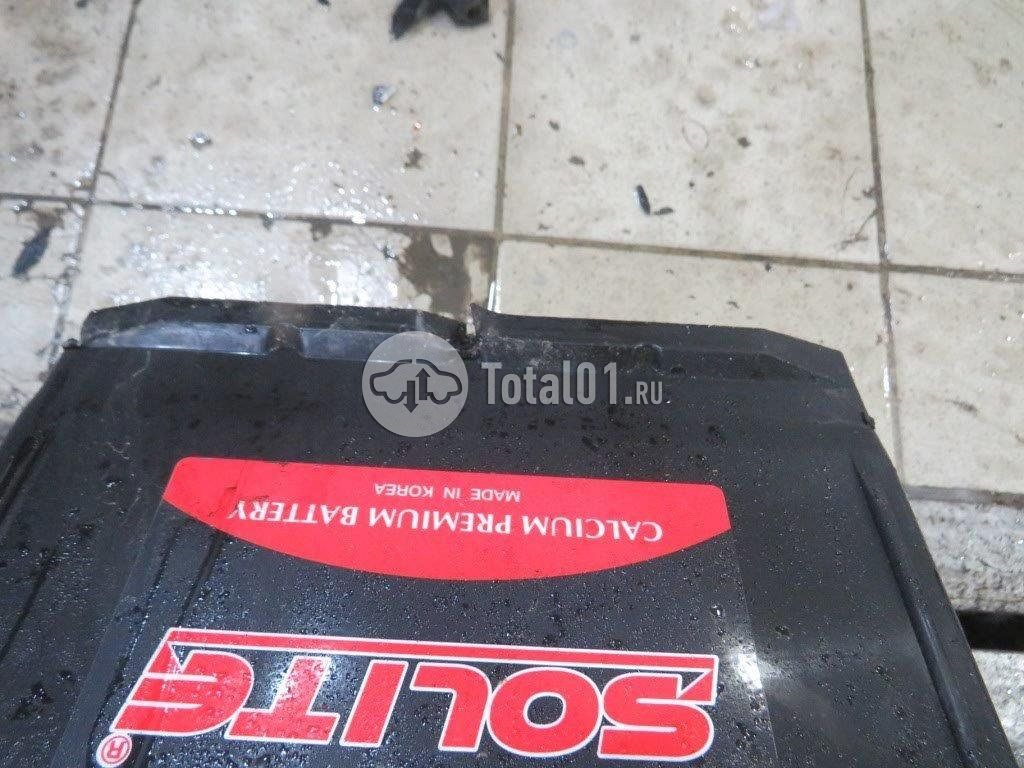 Total01.ru
SOLITE®
CALCIUM PREMIUM BATTERY
MADE IN KOREA